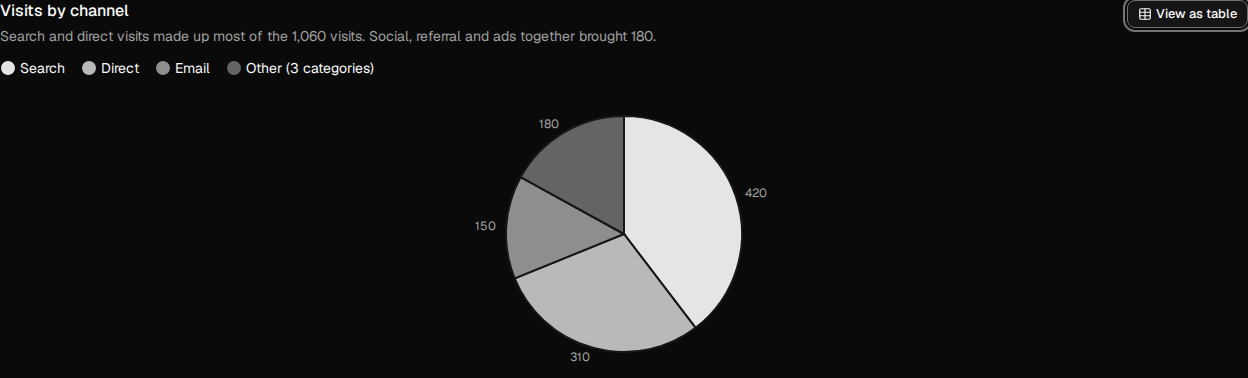 Visits by channel
View as table
Search and direct visits made up most of the 1,060 visits. Social, referral and ads together brought 180.
Search Direct Email Other (3 categories)
180
420
150
310